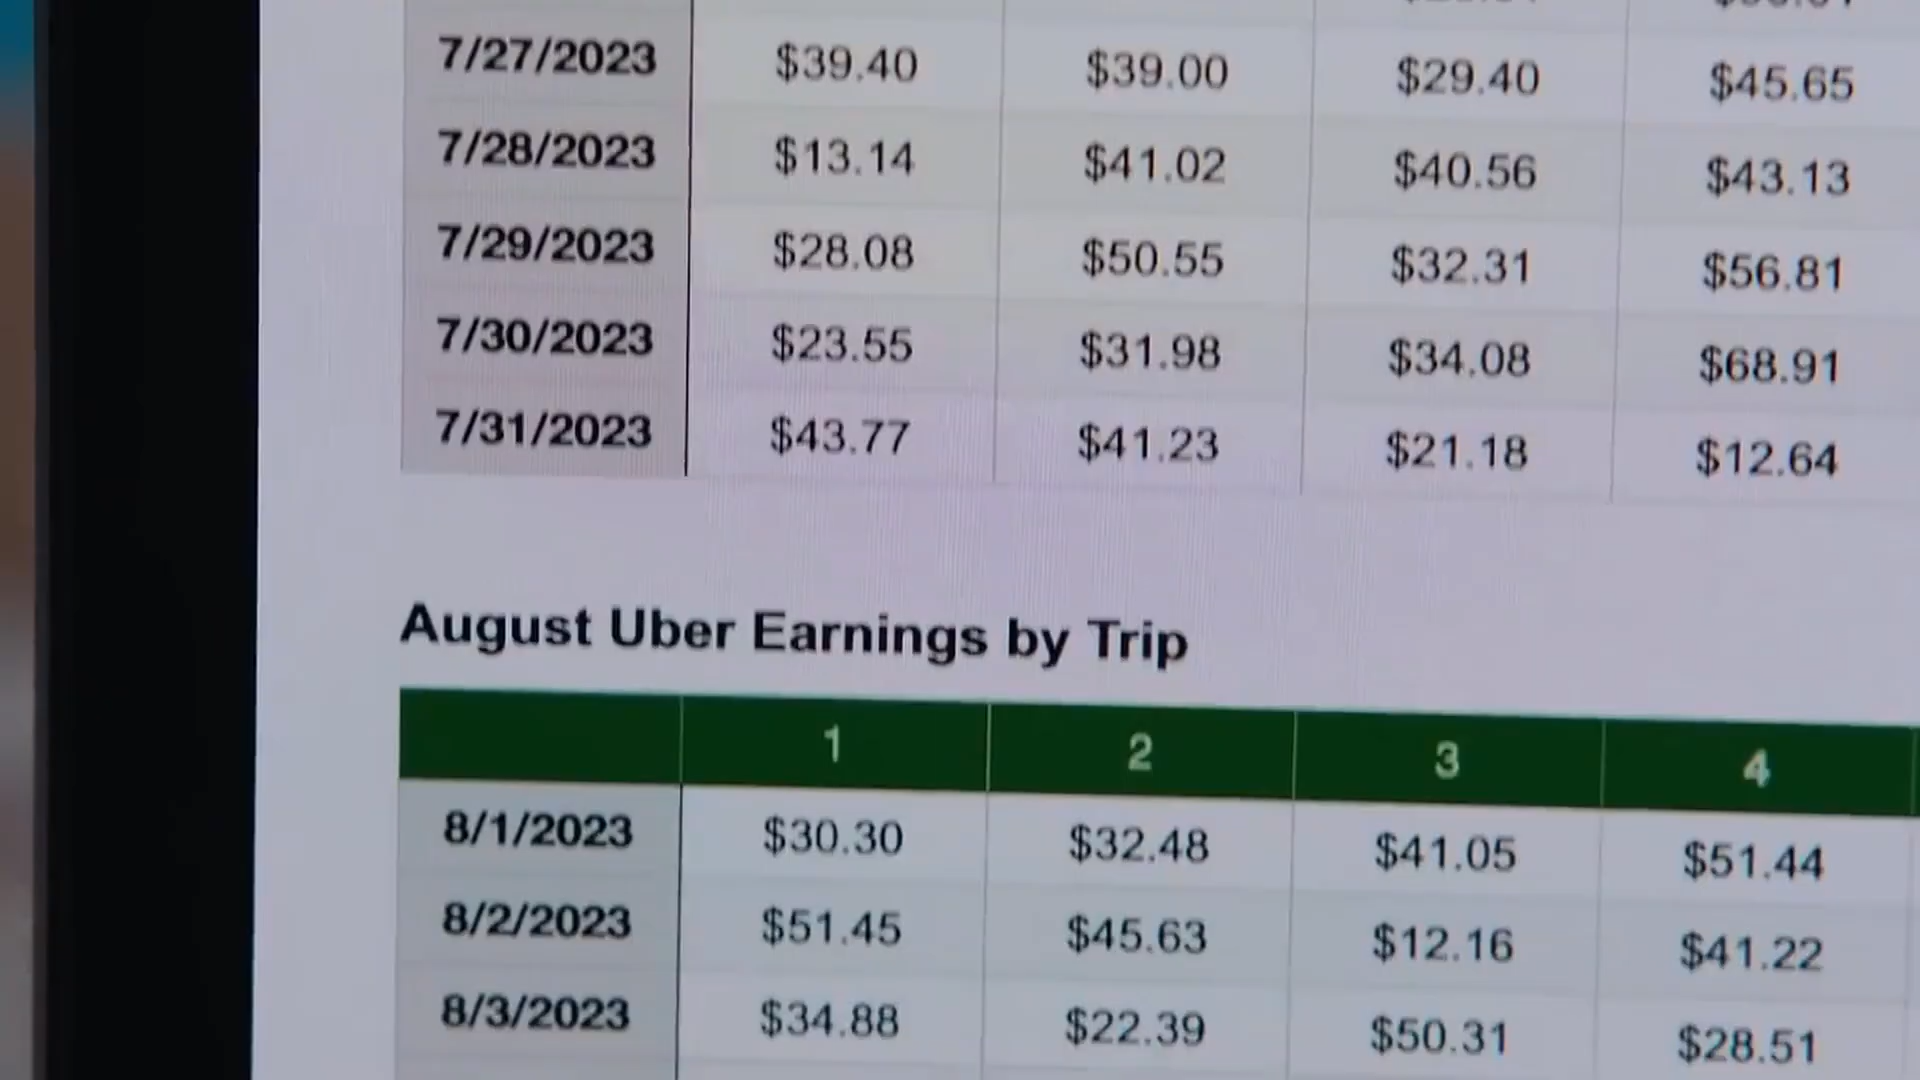 7/27/2023 $39.40 $39.00 $29.40 $45.65
7/28/2023 $13.14 $41.02 $40.56 $43.13
7/29/2023 $28.08 $50.55 $32.31 $56.81
7/30/2023 $23.55 $31.98 $34.08 $68.91
7/31/2023 $43.77 $41.23 $21.18 $12.64
August Uber Earnings by Trip
1 2 3 4
8/1/2023 $30.30 $32.48 $41.05 $51.44
8/2/2023 $51.45 $45.63 $12.16 $41.22
8/3/2023 $34.88 $22.39 $50.31 $28.51